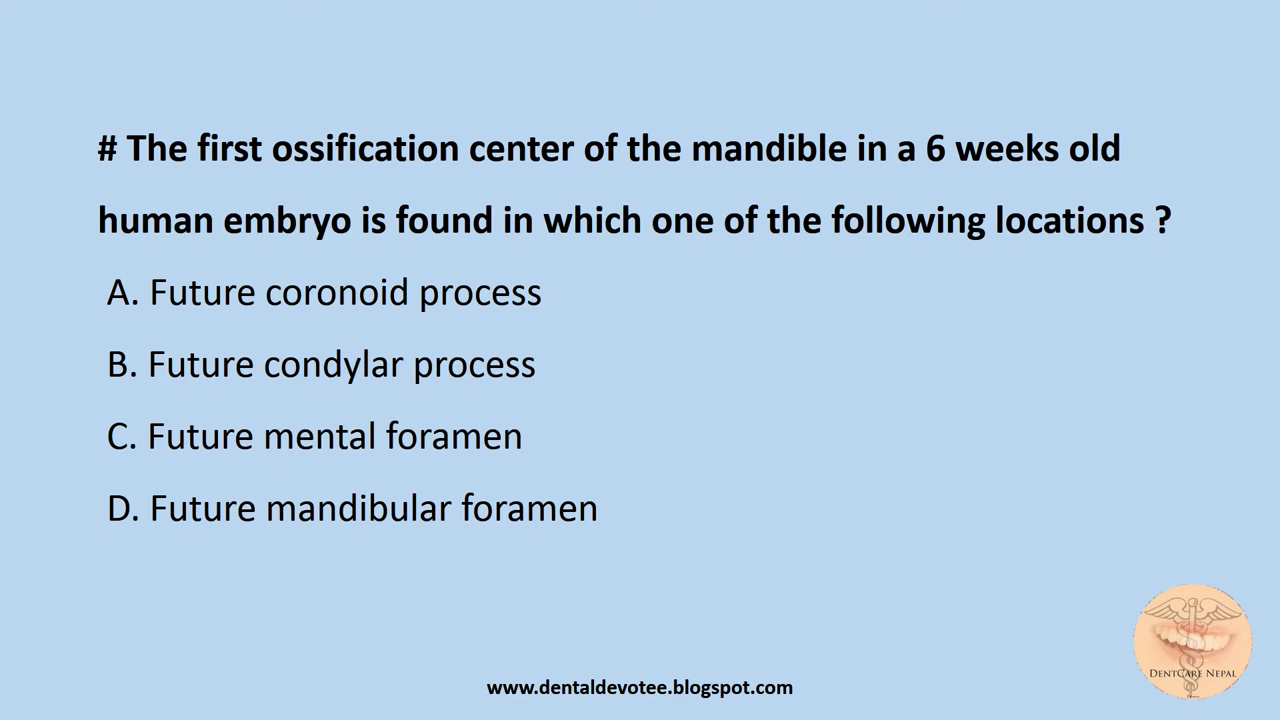 # The first ossification center of the mandible in a 6 weeks old
human embryo is found in which one of the following locations ?
A. Future coronoid process
B. Future condylar process
C. Future mental foramen
D. Future mandibular foramen
DENTCARE NEPAL
www.dentaldevotee.blogspot.com